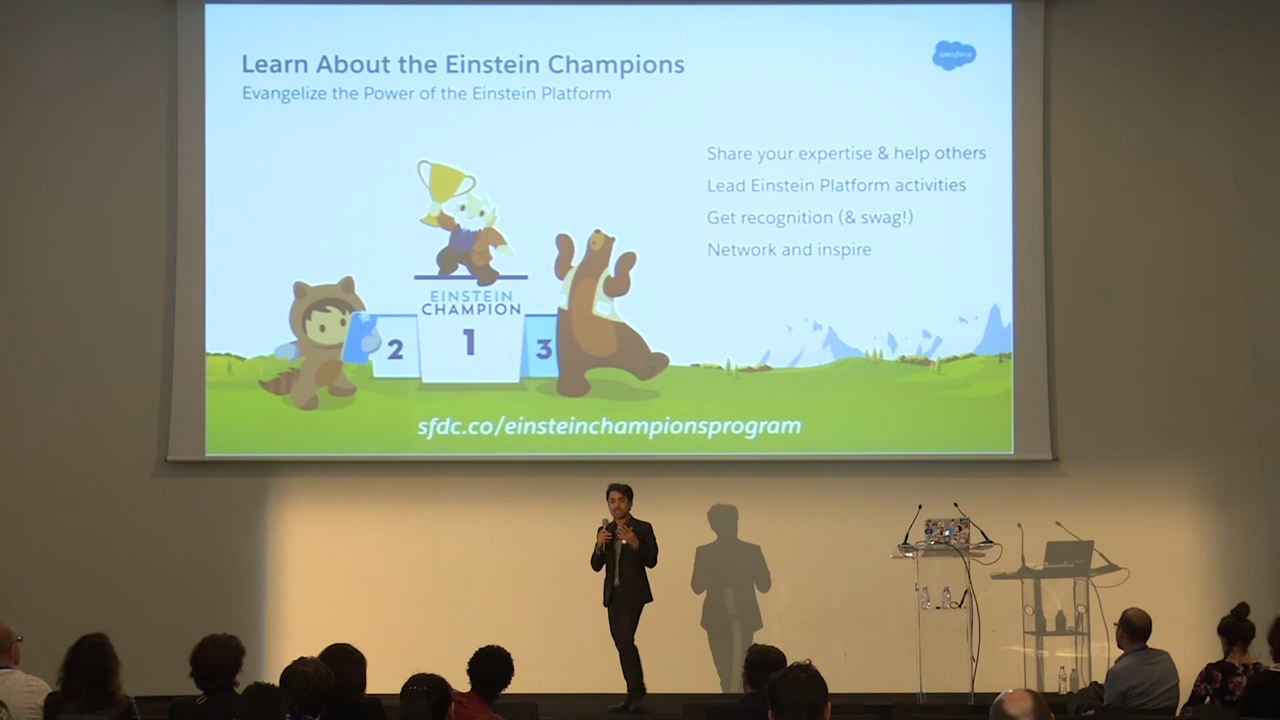 Learn About the Einstein Champions
salesforce
Evangelize the Power of the Einstein Platform
Share your expertise & help others
Lead Einstein Platform activities
Get recognition (& swag!)
Network and inspire
EINSTEIN
CHAMPION
2
1
3
sfdc.co/einsteinchampionsprogram